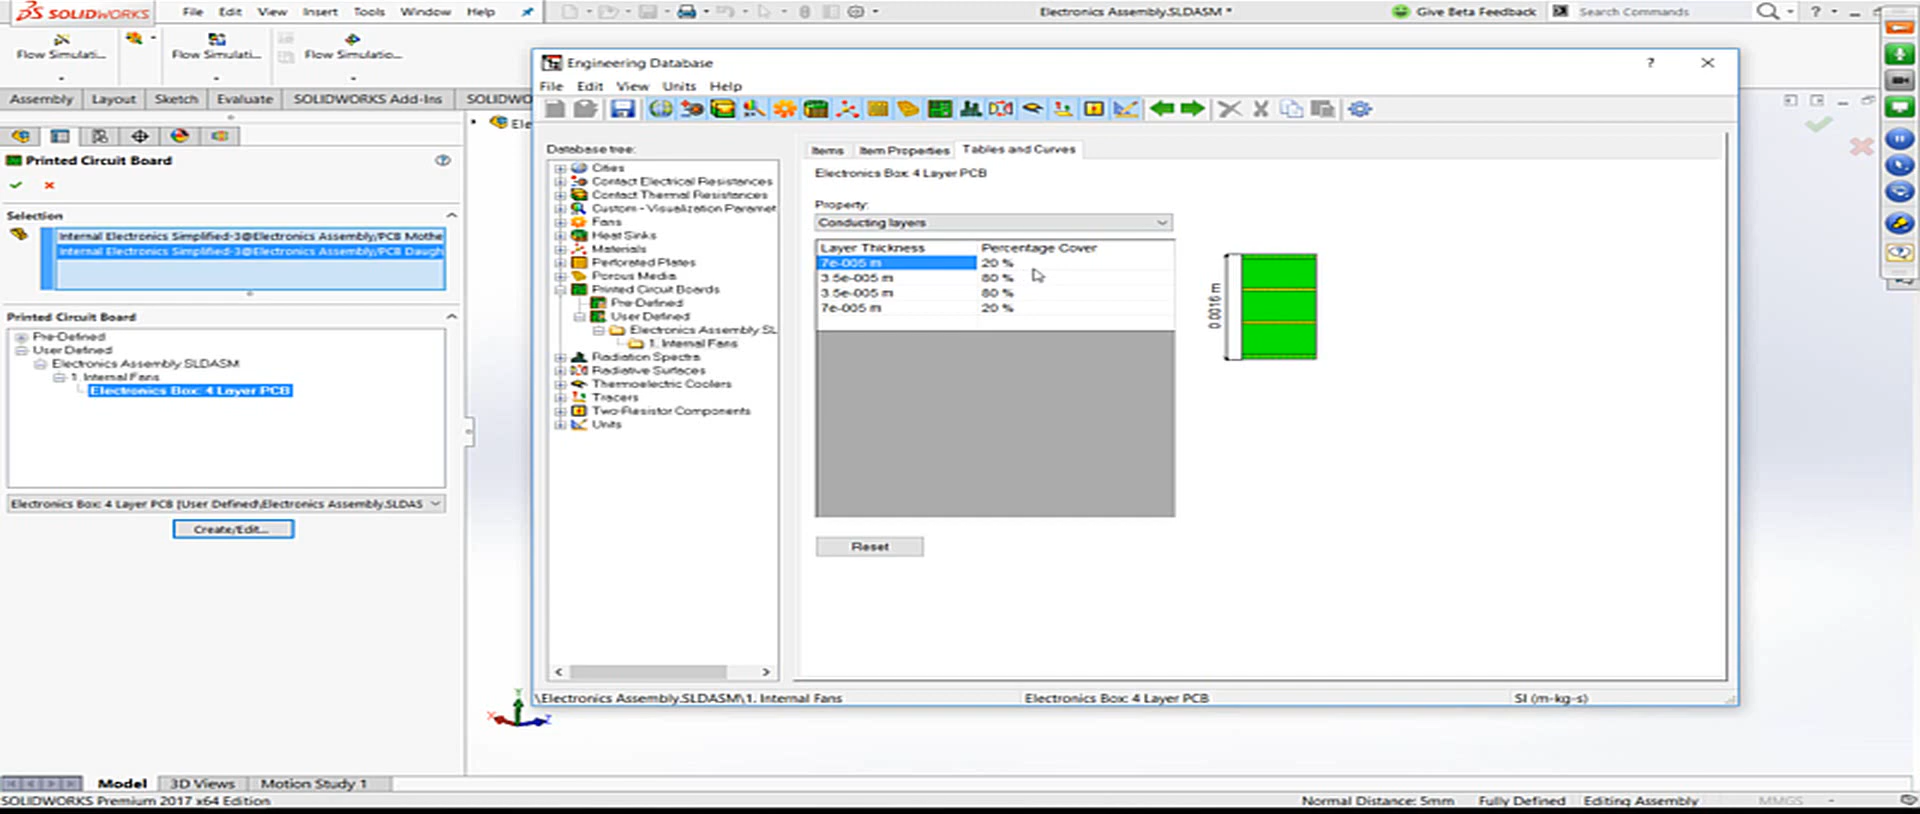 SOLIDWORKS File Edit View Insert Tools Window Help
Electronics Assembly.SLDASM *
Give Beta Feedback
Search Commands
?
Flow Simulati...
Flow Simulati...
Flow Simulatio...
Assembly Layout Sketch Evaluate SOLIDWORKS Add-Ins SOLIDWO
Ele
Printed Circuit Board
Selection
Internal Electronics Simplified-3@Electronics Assembly/PCB Mothe
Internal Electronics Simplified-3@Electronics Assembly/PCB Daugh
Printed Circuit Board
Pre-Defined
User Defined
Electronics Assembly.SLDASM
1. Internal Fans
Electronics Box: 4 Layer PCB
Electronics Box: 4 Layer PCB [User Defined\Electronics Assembly.SLDAS
Create/Edit...
Engineering Database
?
File Edit View Units Help
Database tree:
Cities
Contact Electrical Resistances
Contact Thermal Resistances
Custom - Visualization Paramet
Fans
Heat Sinks
Materials
Perforated Plates
Porous Media
Printed Circuit Boards
Pre-Defined
User Defined
Electronics Assembly SL
1. Internal Fans
Radiation Spectra
Radiative Surfaces
Thermoelectric Coolers
Tracers
Two-Resistor Components
Units
Items Item Properties Tables and Curves
Electronics Box: 4 Layer PCB
Property:
Conducting layers
Layer Thickness Percentage Cover
7e-005 m 20 %
3.5e-005 m 80 %
3.5e-005 m 80 %
7e-005 m 20 %
0.0016 m
Reset
\Electronics Assembly.SLDASM\1. Internal Fans
Electronics Box: 4 Layer PCB
SI (m-kg-s)
Model 3D Views Motion Study 1
SOLIDWORKS Premium 2017 x64 Edition
Normal Distance: 5mm Fully Defined Editing Assembly MMGS